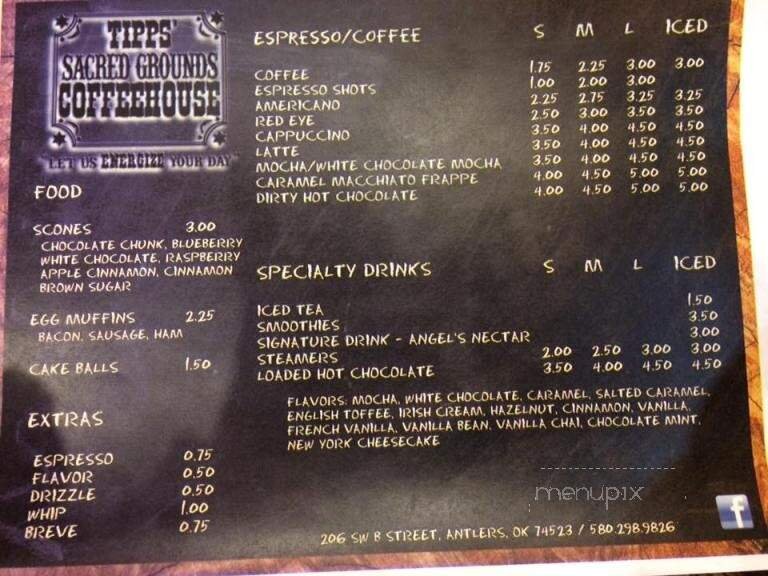 TIPPS'
SACRED GROUNDS
COFFEEHOUSE
"LET US ENERGIZE YOUR DAY"
FOOD
SCONES 3.00
CHOCOLATE CHUNK, BLUEBERRY
WHITE CHOCOLATE, RASPBERRY
APPLE CINNAMON, CINNAMON
BROWN SUGAR
EGG MUFFINS 2.25
BACON, SAUSAGE, HAM
CAKE BALLS 1.50
EXTRAS
ESPRESSO 0.75
FLAVOR 0.50
DRIZZLE 0.50
WHIP 1.00
BREVE 0.75
ESPRESSO/COFFEE S M L ICED
COFFEE 1.75 2.25 3.00 3.00
ESPRESSO SHOTS 1.00 2.00 3.00
AMERICANO 2.25 2.75 3.25 3.25
RED EYE 2.50 3.00 3.50 3.50
CAPPUCCINO 3.50 4.00 4.50 4.50
LATTE 3.50 4.00 4.50 4.50
MOCHA/WHITE CHOCOLATE MOCHA 3.50 4.00 4.50 4.50
CARAMEL MACCHIATO FRAPPE 4.00 4.50 5.00 5.00
DIRTY HOT CHOCOLATE 4.00 4.50 5.00 5.00
SPECIALTY DRINKS S M L ICED
ICED TEA 1.50
SMOOTHIES 3.50
SIGNATURE DRINK - ANGEL'S NECTAR 3.00
STEAMERS 2.00 2.50 3.00 3.00
LOADED HOT CHOCOLATE 3.50 4.00 4.50 4.50
FLAVORS: MOCHA, WHITE CHOCOLATE, CARAMEL, SALTED CARAMEL,
ENGLISH TOFFEE, IRISH CREAM, HAZELNUT, CINNAMON, VANILLA,
FRENCH VANILLA, VANILLA BEAN, VANILLA CHAI, CHOCOLATE MINT,
NEW YORK CHEESECAKE
menupix
f
206 SW B STREET, ANTLERS, OK 74523 / 580.298.9826